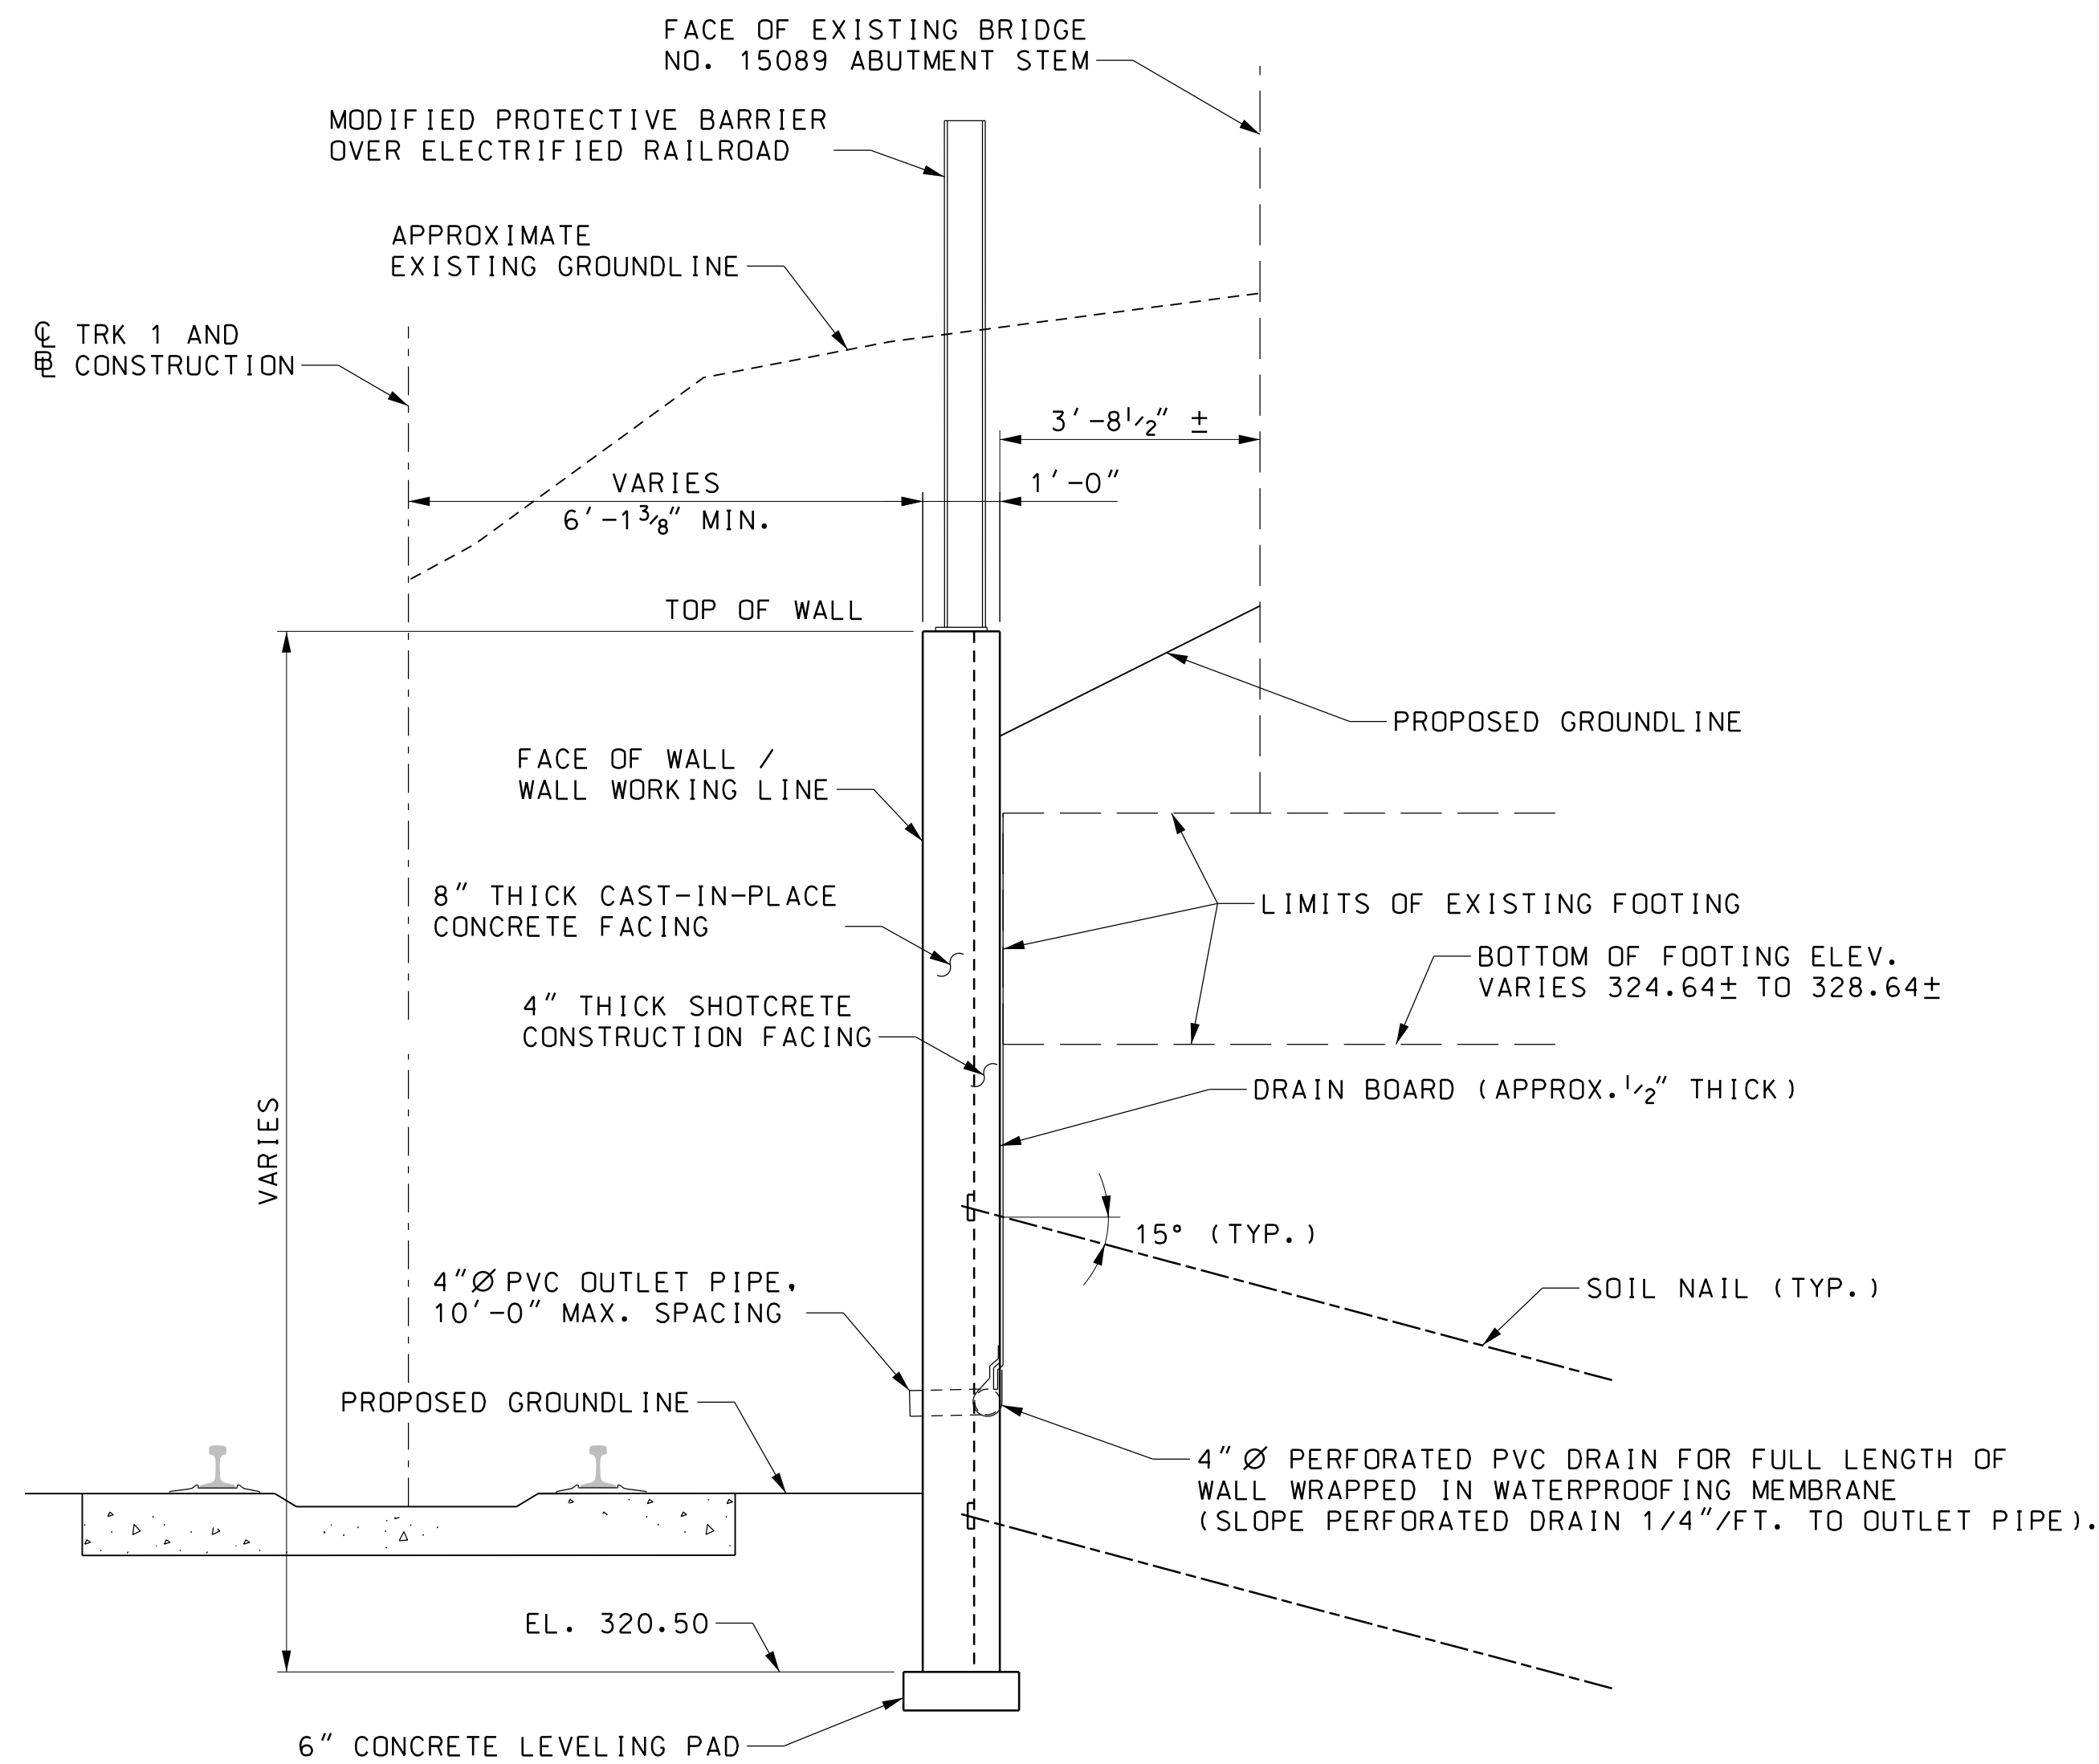 FACE OF EXISTING BRIDGE
NO. 15089 ABUTMENT STEM
MODIFIED PROTECTIVE BARRIER
OVER ELECTRIFIED RAILROAD
APPROXIMATE
EXISTING GROUNDLINE
℄ TRK 1 AND
BL CONSTRUCTION
3'-8 1/2" ±
VARIES
1'-0"
6'-1 3/8" MIN.
TOP OF WALL
PROPOSED GROUNDLINE
FACE OF WALL /
WALL WORKING LINE
8" THICK CAST-IN-PLACE
CONCRETE FACING
LIMITS OF EXISTING FOOTING
BOTTOM OF FOOTING ELEV.
VARIES 324.64± TO 328.64±
4" THICK SHOTCRETE
CONSTRUCTION FACING
DRAIN BOARD (APPROX. 1/2" THICK)
VARIES
15° (TYP.)
4"Ø PVC OUTLET PIPE,
10'-0" MAX. SPACING
SOIL NAIL (TYP.)
PROPOSED GROUNDLINE
4"Ø PERFORATED PVC DRAIN FOR FULL LENGTH OF
WALL WRAPPED IN WATERPROOFING MEMBRANE
(SLOPE PERFORATED DRAIN 1/4"/FT. TO OUTLET PIPE).
EL. 320.50
6" CONCRETE LEVELING PAD